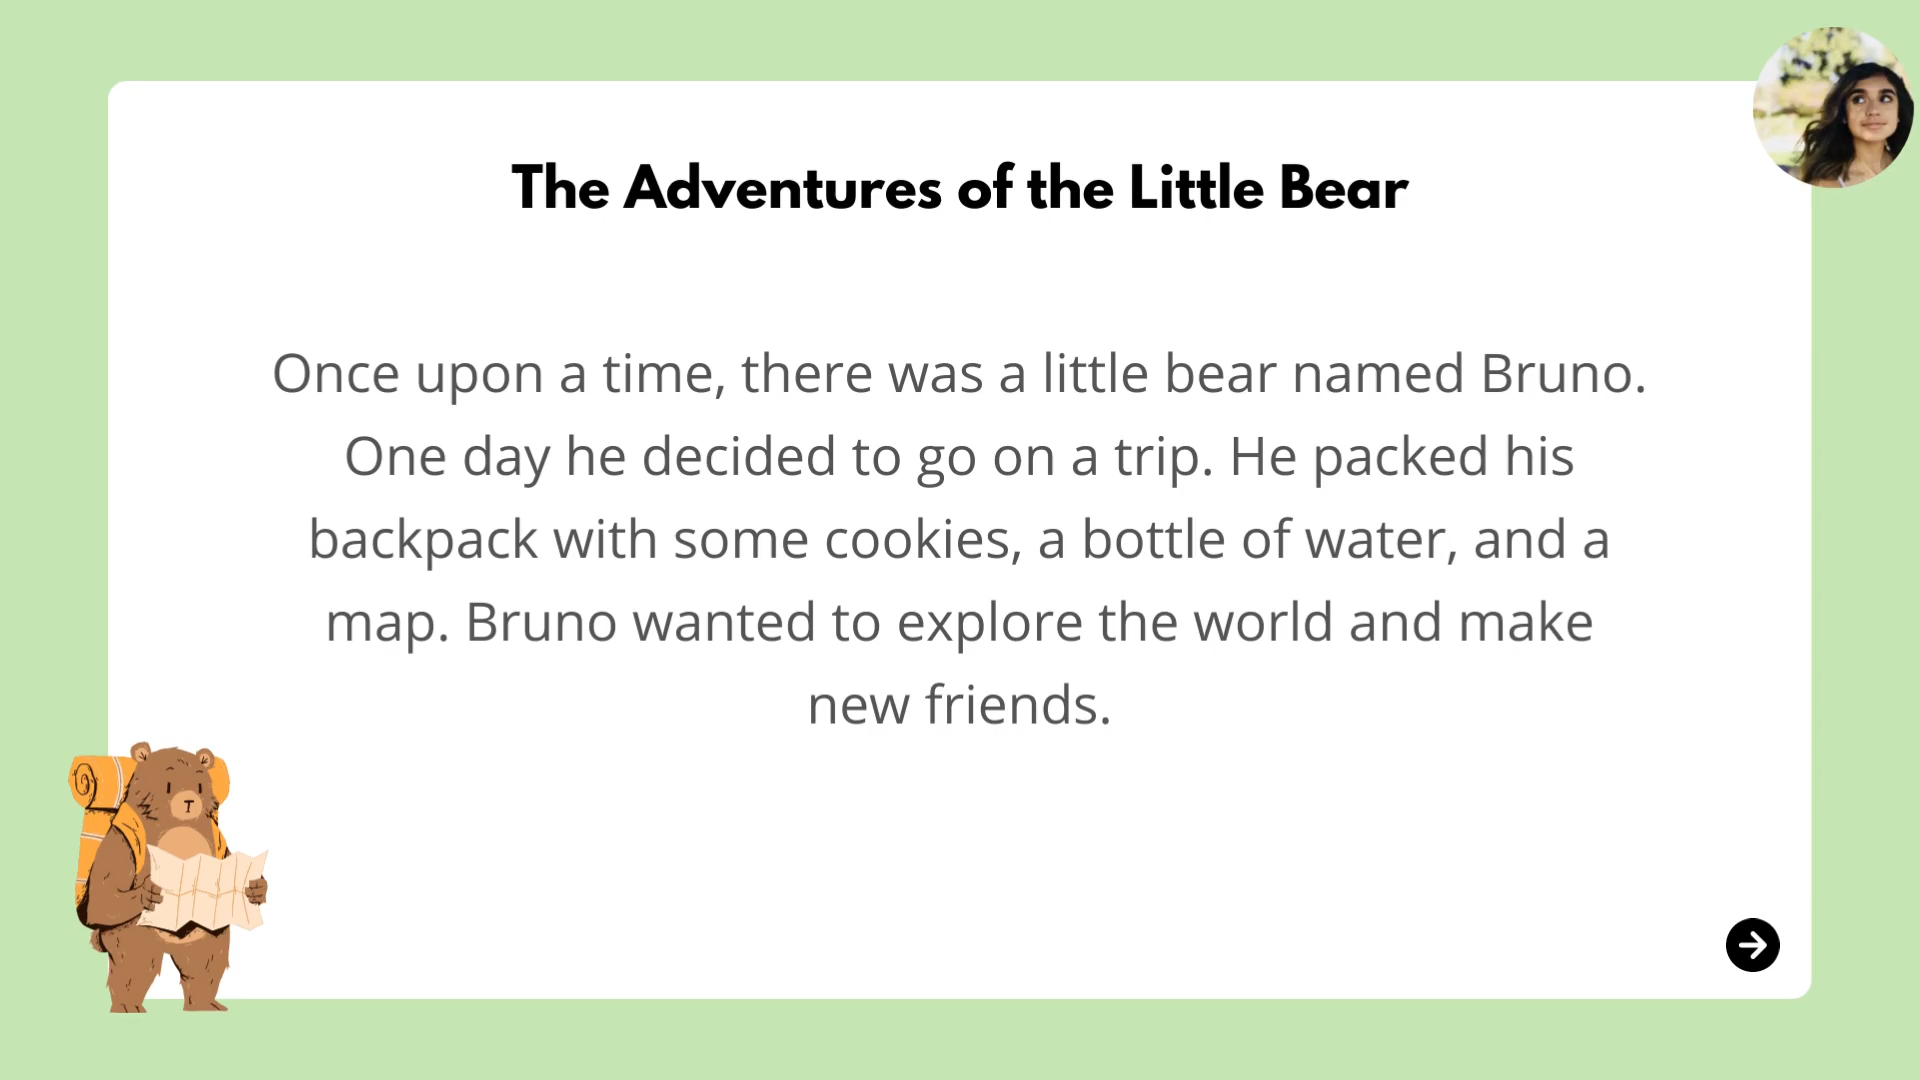 The Adventures of the Little Bear
Once upon a time, there was a little bear named Bruno.
One day he decided to go on a trip. He packed his
backpack with some cookies, a bottle of water, and a
map. Bruno wanted to explore the world and make
new friends.